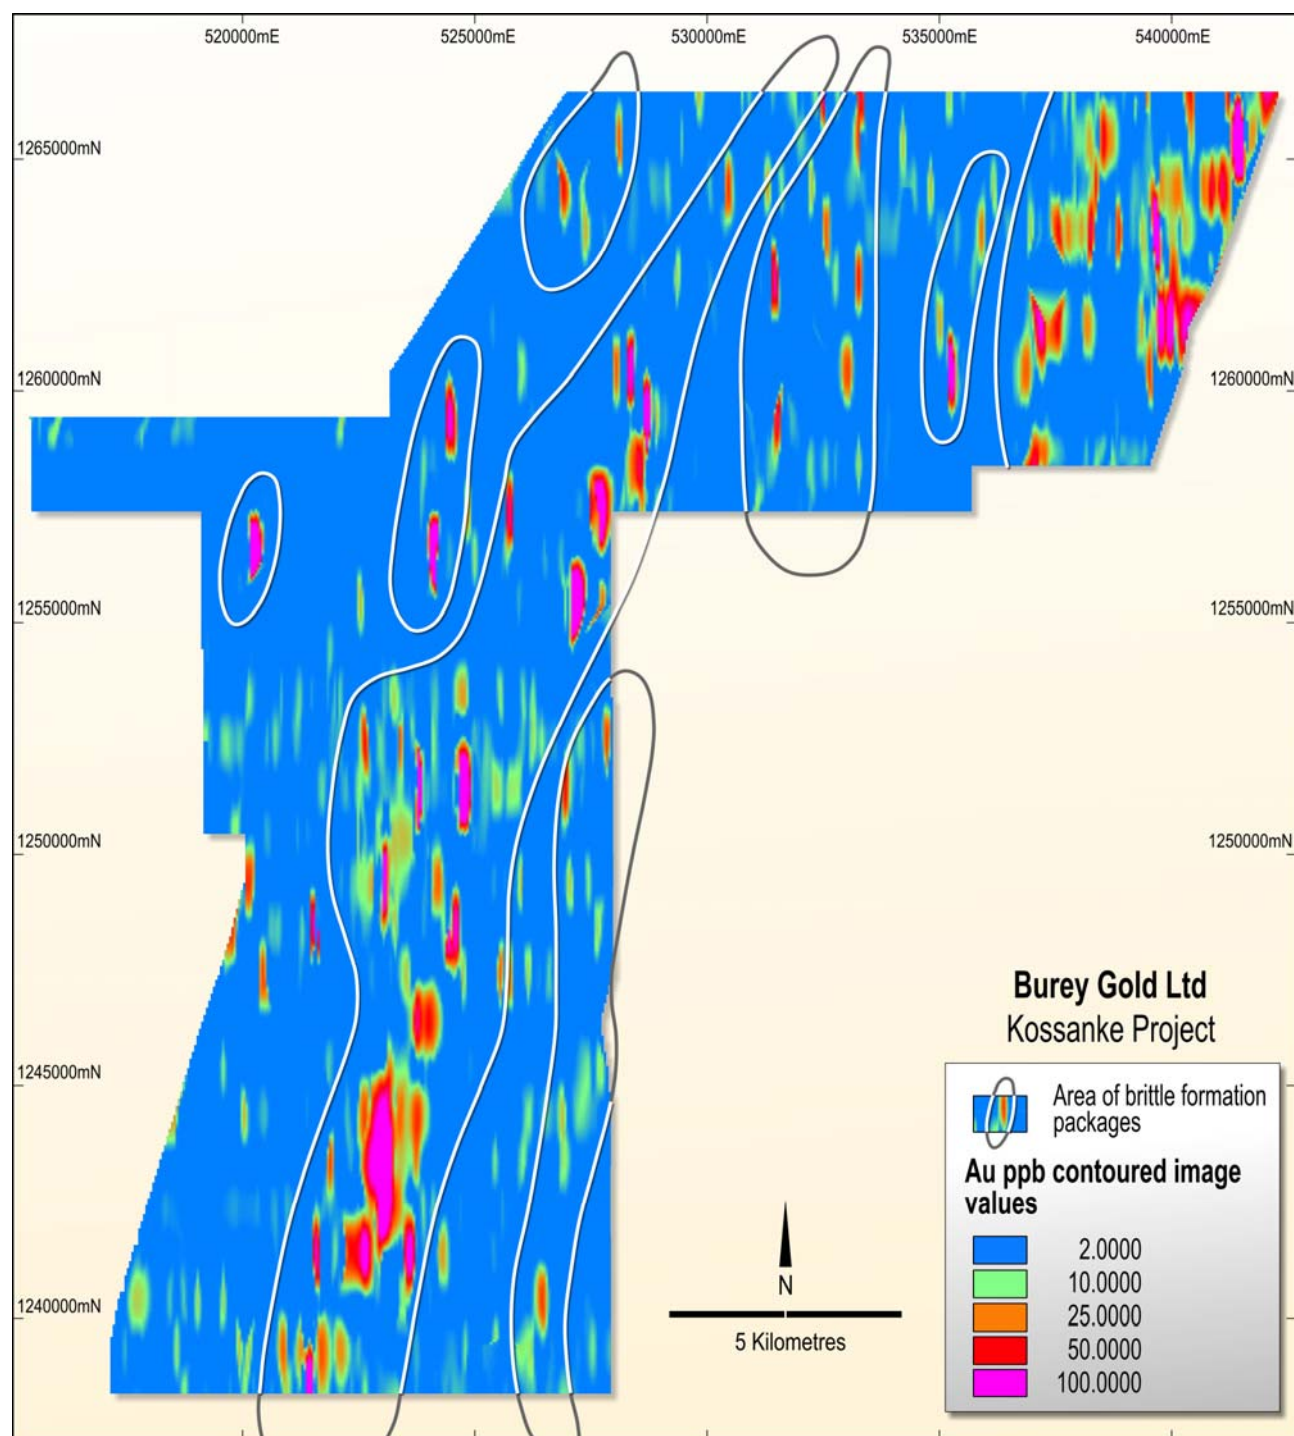 520000mE 525000mE 530000mE 535000mE 540000mE
1265000mN 1265000mN
1260000mN 1260000mN
1255000mN 1255000mN
1250000mN 1250000mN
1245000mN
1240000mN
Burey Gold Ltd
Kossanke Project
Area of brittle formation
packages
Au ppb contoured image
values
2.0000
10.0000
25.0000
50.0000
100.0000
N
5 Kilometres